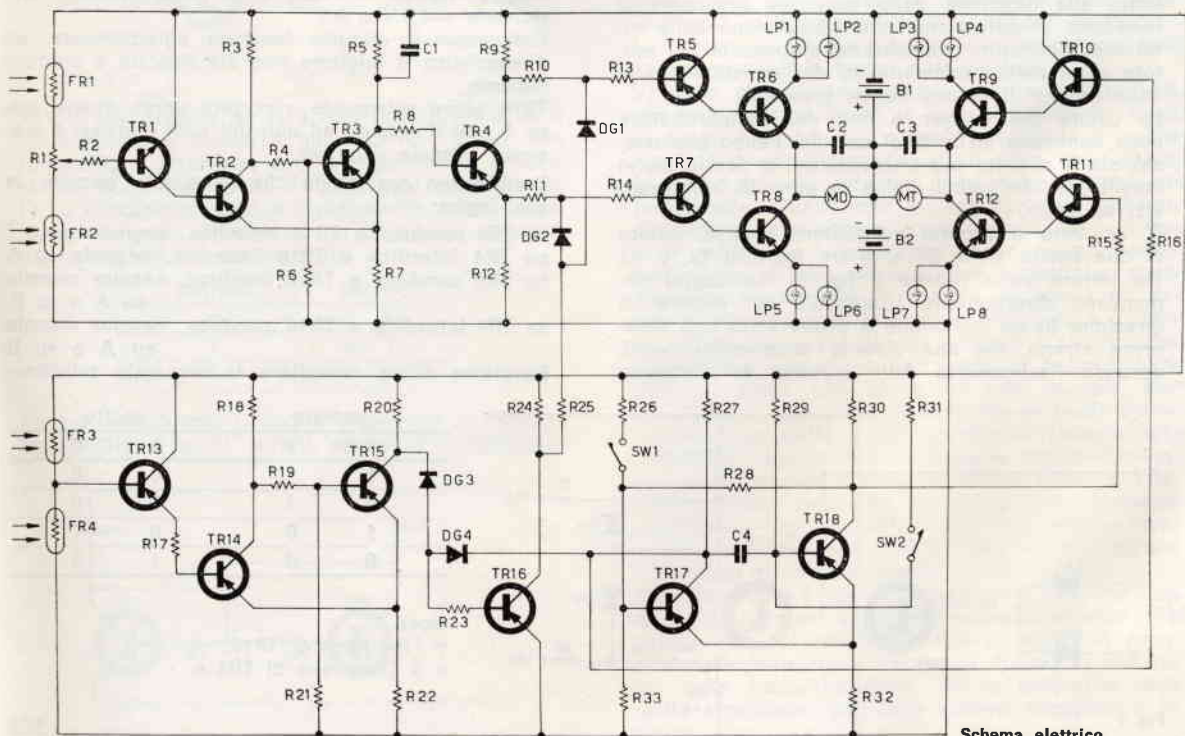 LP1 LP2 LP3 LP4
R3 R5 C1 R9 TR5 TR10
R10 R13 TR6 TR9
FR1 B1
TR1 TR3 R8 TR4 +
R1 R2 TR2 R4 DG1 C2 C3
TR7 TR11
R11 R14 TR8 MD MT TR12
FR2 DG2 - B2 R15 R16
R6 R7 R12 +
LP5 LP6 LP7 LP8
R18 R20 R24 R25 R26 R27 R29 R30 R31
FR3 TR13 R19 TR15 SW1
DG3 R28
FR4 TR18 SW2
R17 TR14 DG4 C4
TR16 TR17
R23
R21 R22 R33 R32
Schema elettrico